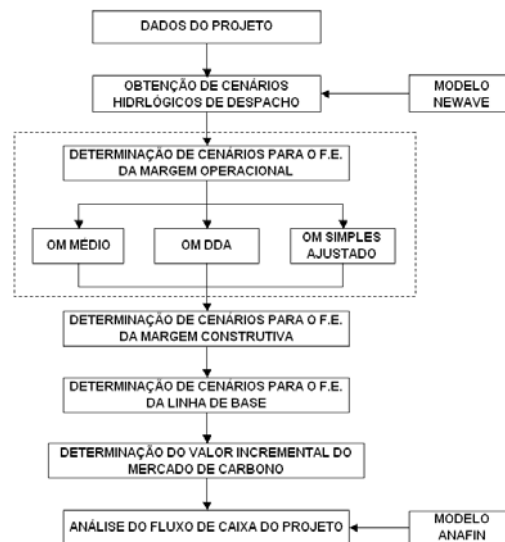 DADOS DO PROJETO
OBTENÇÃO DE CENÁRIOS
HIDRLÓGICOS DE DESPACHO
MODELO
NEWAVE
DETERMINAÇÃO DE CENÁRIOS PARA O F.E.
DA MARGEM OPERACIONAL
OM MÉDIO
OM DDA
OM SIMPLES
AJUSTADO
DETERMINAÇÃO DE CENÁRIOS PARA O F.E.
DA MARGEM CONSTRUTIVA
DETERMINAÇÃO DE CENÁRIOS PARA O F.E.
DA LINHA DE BASE
DETERMINAÇÃO DO VALOR INCREMENTAL DO
MERCADO DE CARBONO
ANÁLISE DO FLUXO DE CAIXA DO PROJETO
MODELO
ANAFIN